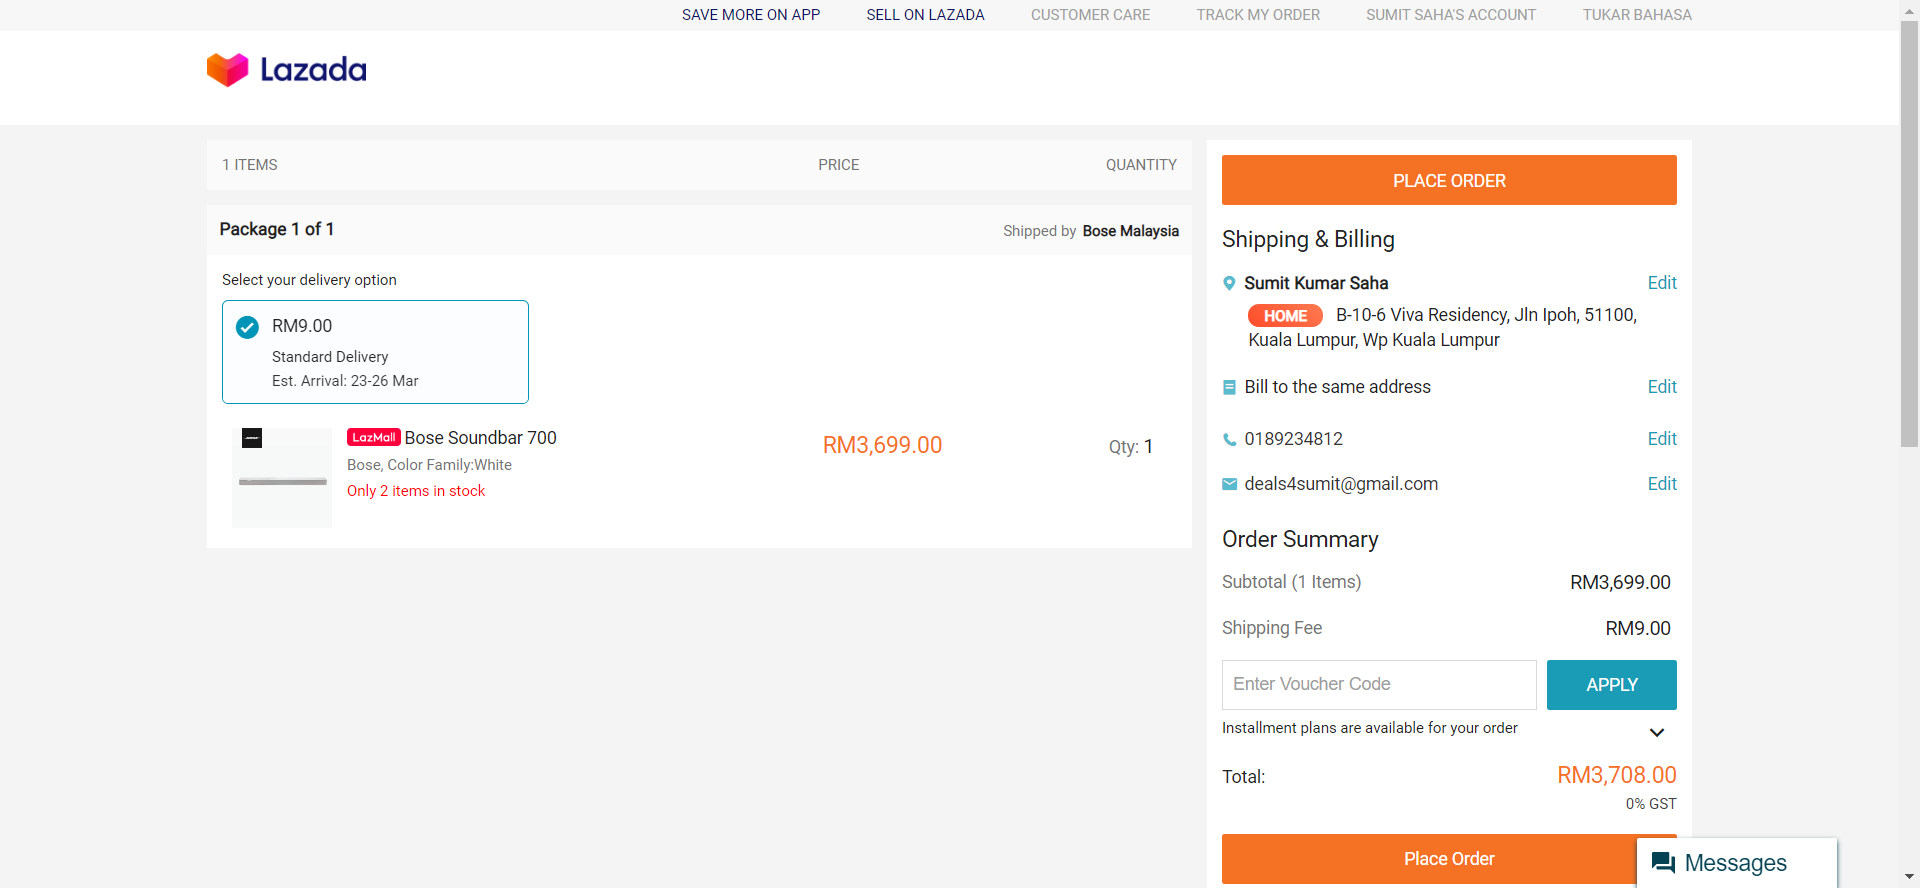 SAVE MORE ON APP SELL ON LAZADA CUSTOMER CARE TRACK MY ORDER SUMIT SAHA'S ACCOUNT TUKAR BAHASA
Lazada
1 ITEMS PRICE QUANTITY
Package 1 of 1 Shipped by Bose Malaysia
Select your delivery option
RM9.00
Standard Delivery
Est. Arrival: 23-26 Mar
LazMall Bose Soundbar 700 RM3,699.00 Qty: 1
Bose, Color Family:White
Only 2 items in stock
PLACE ORDER
Shipping & Billing
Sumit Kumar Saha Edit
HOME B-10-6 Viva Residency, Jln Ipoh, 51100,
Kuala Lumpur, Wp Kuala Lumpur
Bill to the same address Edit
0189234812 Edit
deals4sumit@gmail.com Edit
Order Summary
Subtotal (1 Items) RM3,699.00
Shipping Fee RM9.00
Enter Voucher Code APPLY
Installment plans are available for your order
Total: RM3,708.00
0% GST
Place Order
Messages